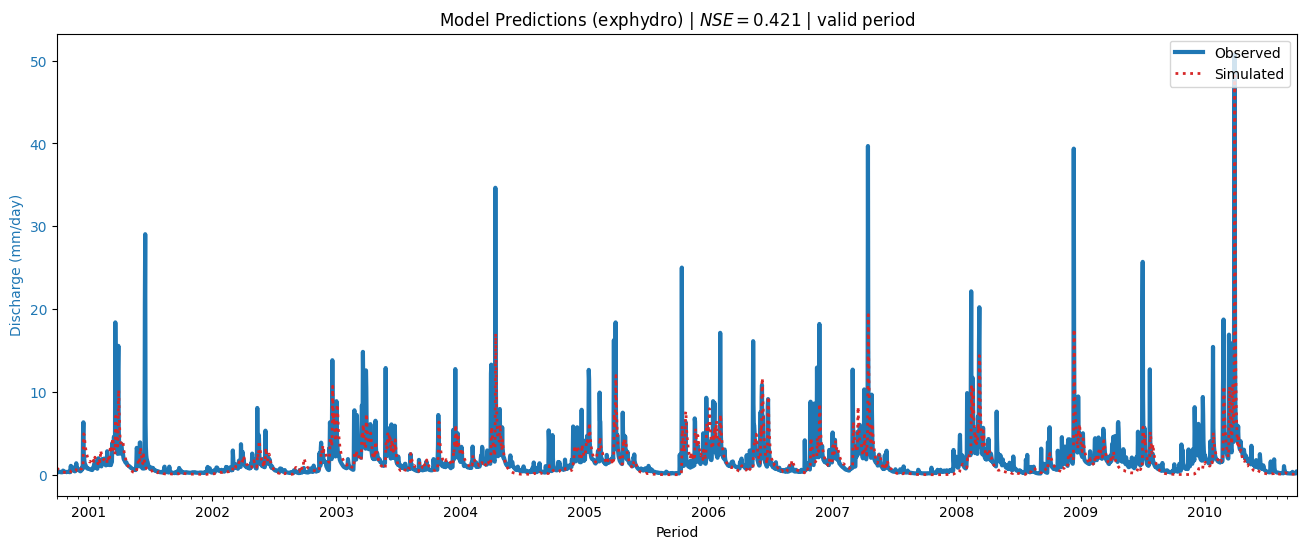 Model Predictions (exphydro) | NSE = 0.421 | valid period
Observed
Simulated
Discharge (mm/day)
50
40
30
20
10
0
2001 2002 2003 2004 2005 2006 2007 2008 2009 2010
Period